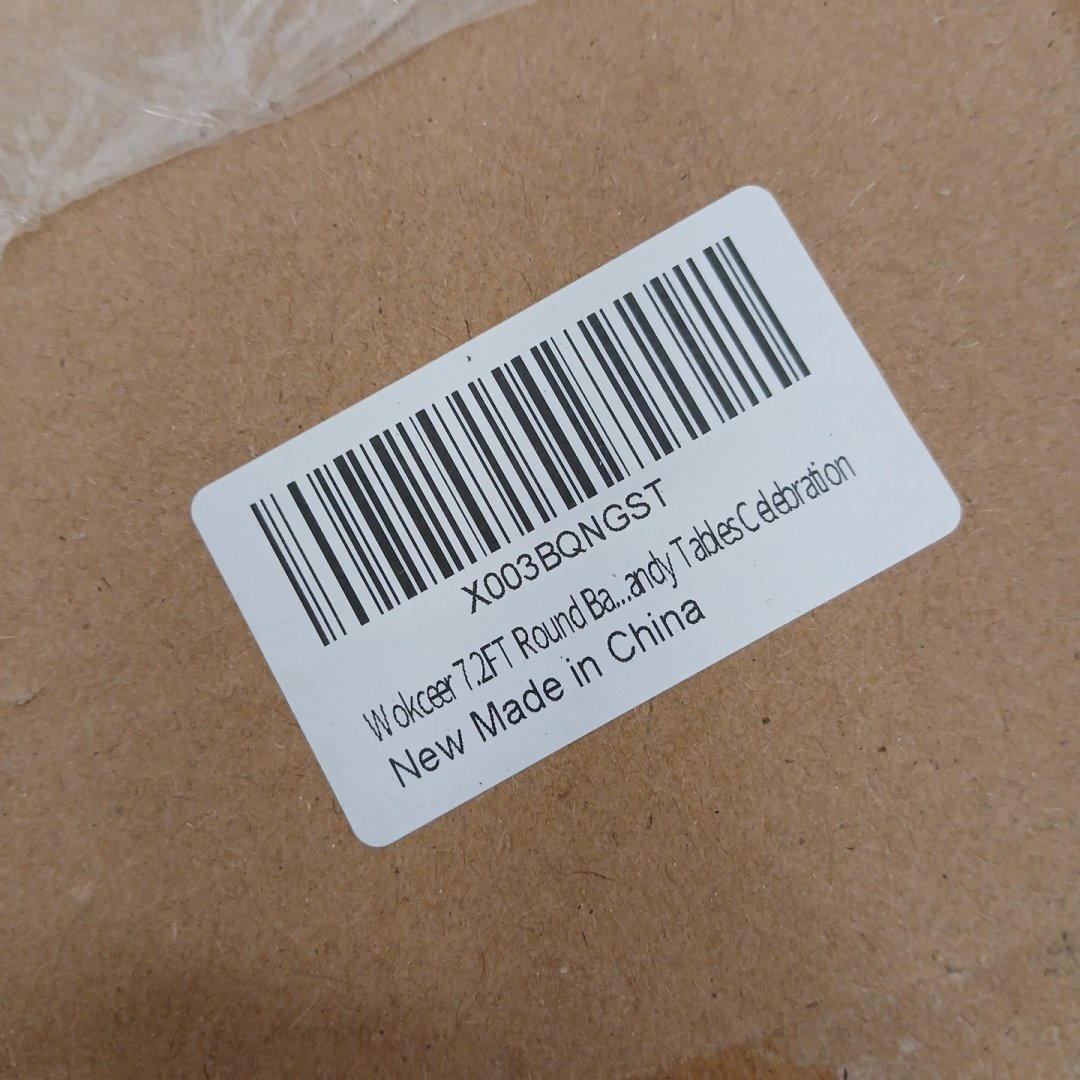 X003BQNGST
Wokceer 7.2FT Round Ba...andy Tables Celebration
New Made in China